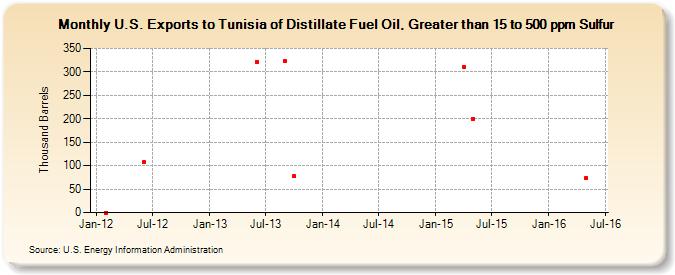 Monthly U.S. Exports to Tunisia of Distillate Fuel Oil, Greater than 15 to 500 ppm Sulfur
Thousand Barrels
350
300
250
200
150
100
50
0
Jan-12 Jul-12 Jan-13 Jul-13 Jan-14 Jul-14 Jan-15 Jul-15 Jan-16 Jul-16
Source: U.S. Energy Information Administration